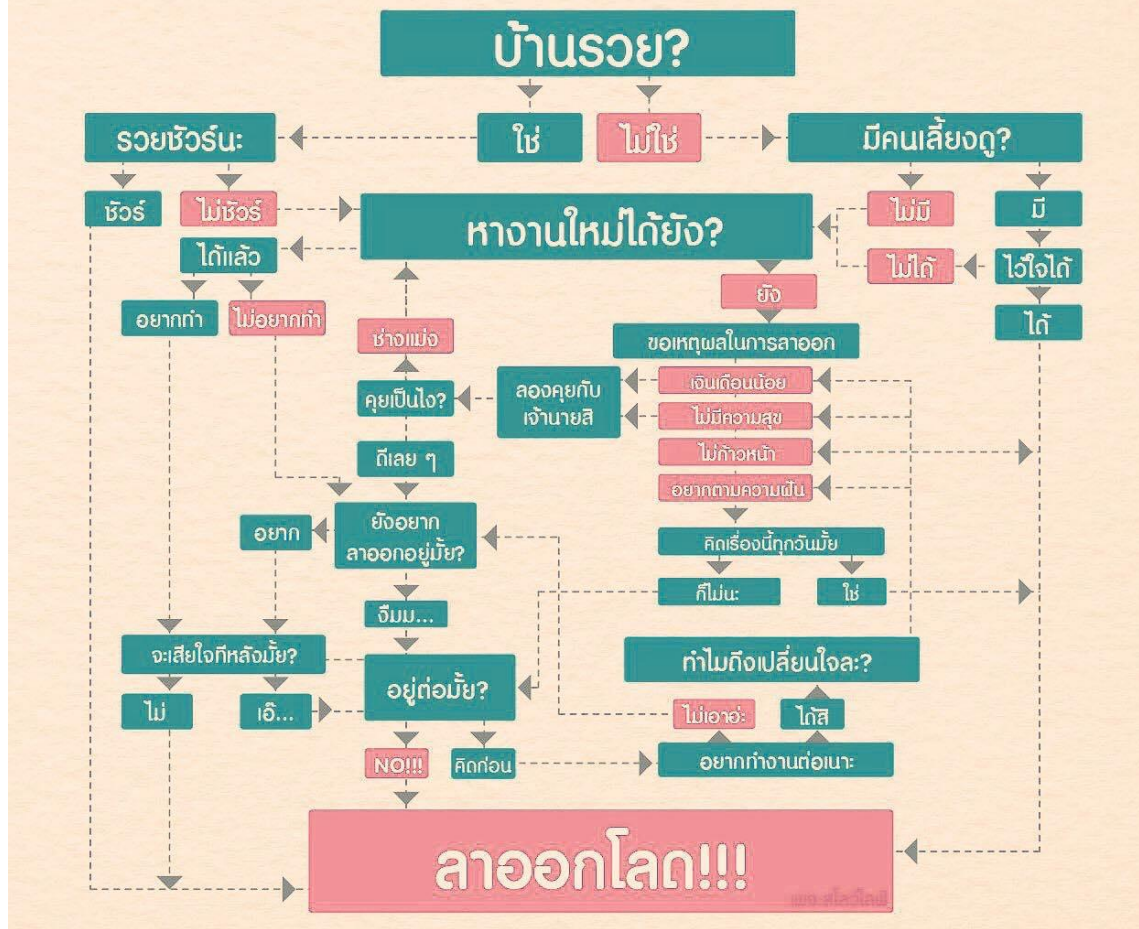 บ้านรวย?
รวยชัวร์นะ
ใช่
ไม่ใช่
มีคนเลี้ยงดู?
ชัวร์
ไม่ชัวร์
หางานใหม่ได้ยัง?
ไม่มี
มี
ได้แล้ว
ไม่ได้
ไว้ใจได้
ยัง
อยากทำ
ไม่อยากทำ
ช่างแม่ง
ได้
ขอเหตุผลในการลาออก
คุยเป็นไง?
ลองคุยกับ
เจ้านายสิ
เงินเดือนน้อย
ไม่มีความสุข
ไม่ก้าวหน้า
อยากตามความฝัน
ดีเลย ๆ
อยาก
ยังอยาก
ลาออกอยู่มั้ย?
คิดเรื่องนี้ทุกวันมั้ย
ก็ไม่นะ
ใช่
งืมม...
จะเสียใจทีหลังมั้ย?
อยู่ต่อมั้ย?
ทำไมถึงเปลี่ยนใจละ?
ไม่
เอ๊...
ไม่เอาอ่ะ
ได้สิ
NO!!!
คิดก่อน
อยากทำงานต่อเนาะ
ลาออกโลด!!!